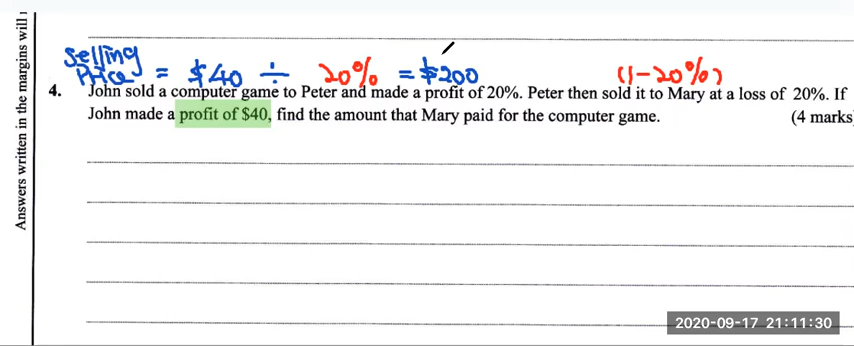 Selling
Price = $40 ÷ 20% = $200 (1-20%)
4. John sold a computer game to Peter and made a profit of 20%. Peter then sold it to Mary at a loss of 20%. If
John made a profit of $40, find the amount that Mary paid for the computer game. (4 marks
Answers written in the margins will
2020-09-17 21:11:30